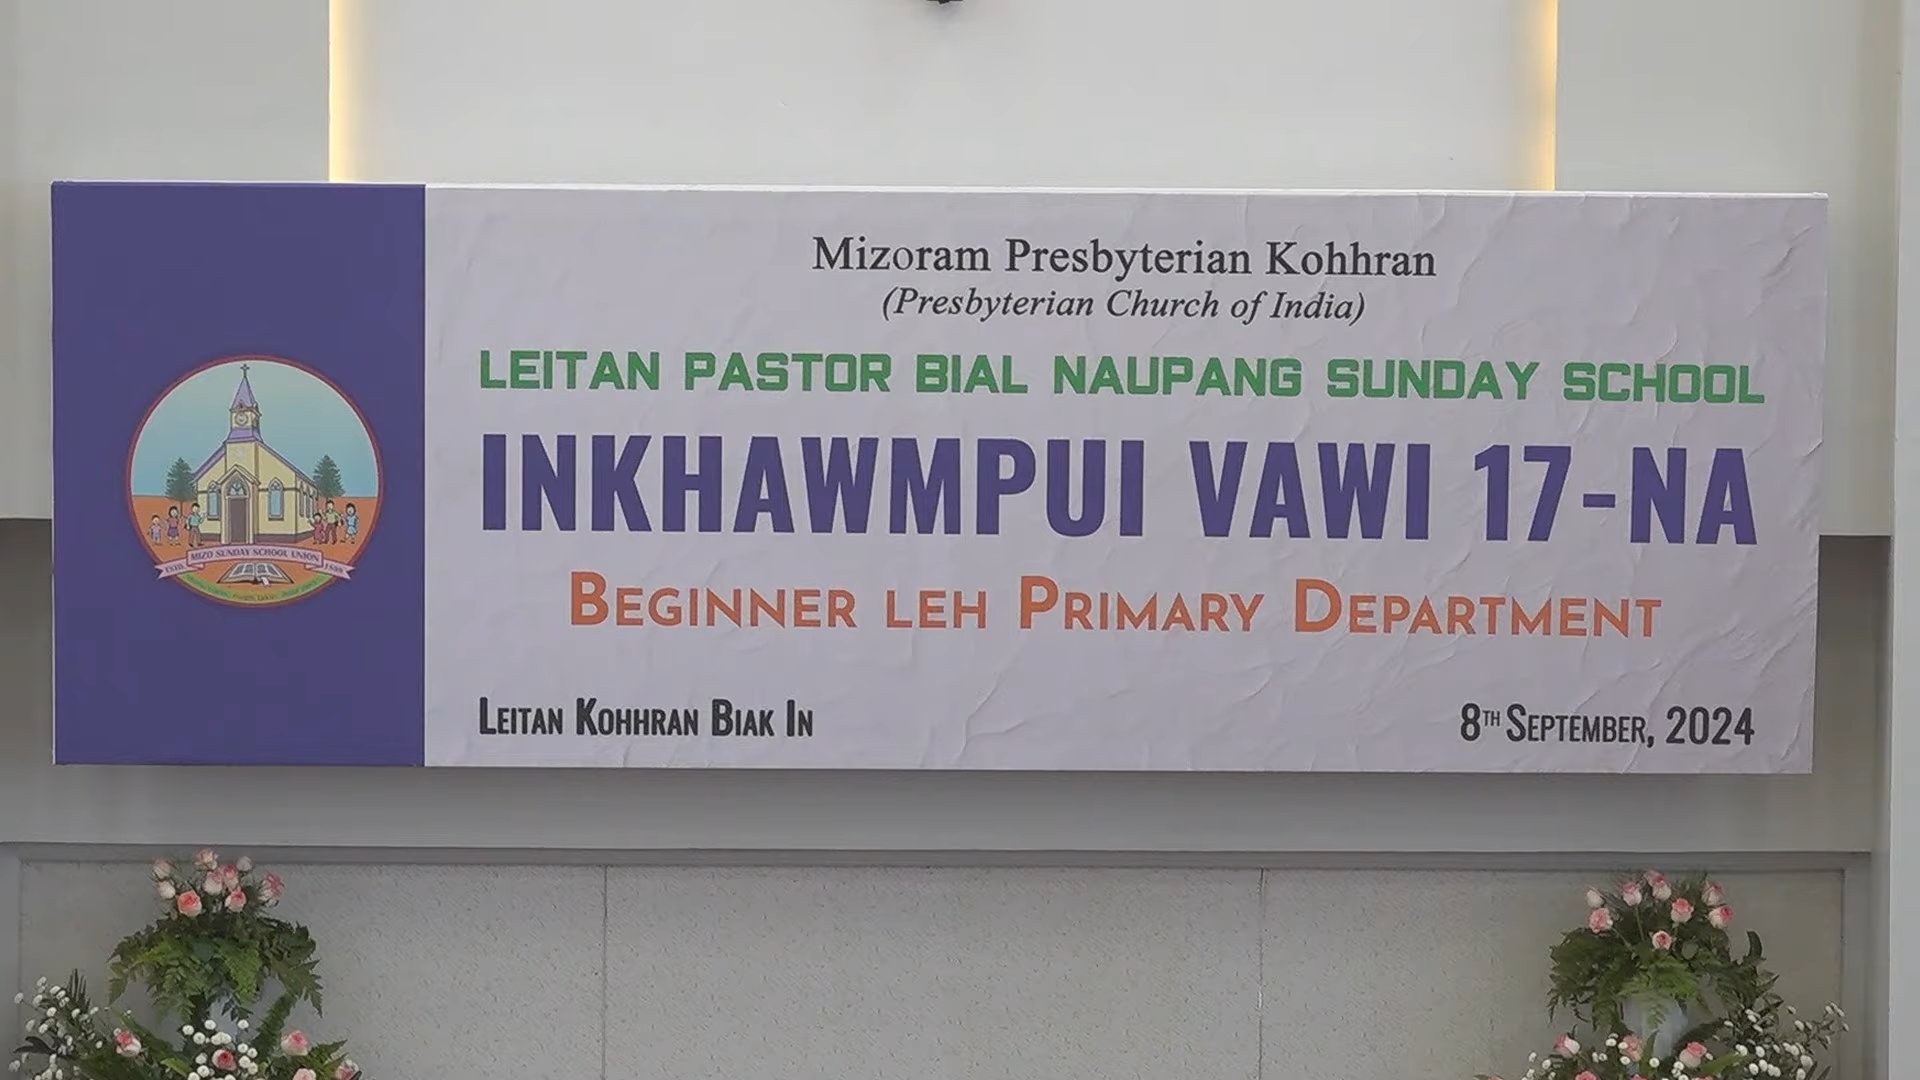 Mizoram Presbyterian Kohhran
(Presbyterian Church of India)
LEITAN PASTOR BIAL NAUPANG SUNDAY SCHOOL
INKHAWMPUI VAWI 17-NA
BEGINNER LEH PRIMARY DEPARTMENT
LEITAN KOHHRAN BIAK IN
8TH SEPTEMBER, 2024
MIZO SUNDAY SCHOOL UNION
ESTD.